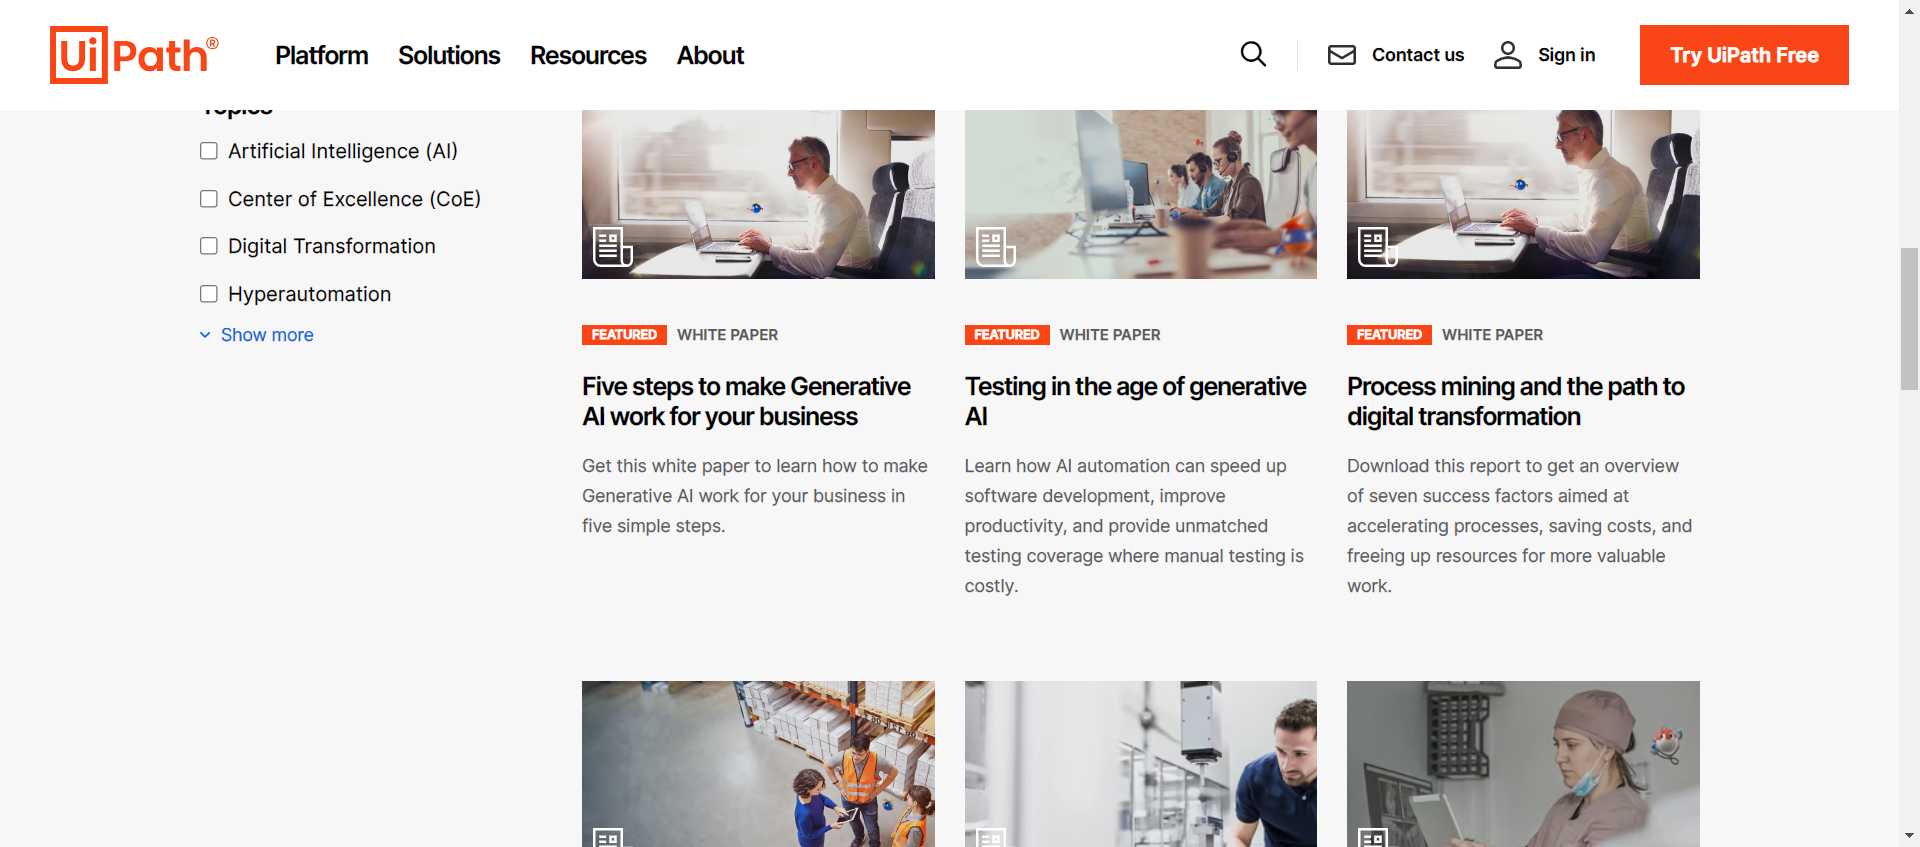 UiPath®
Platform
Solutions
Resources
About
Contact us
Sign in
Try UiPath Free
Topics
Artificial Intelligence (AI)
Center of Excellence (CoE)
Digital Transformation
Hyperautomation
Show more
FEATURED WHITE PAPER
Five steps to make Generative
AI work for your business
Get this white paper to learn how to make
Generative AI work for your business in
five simple steps.
FEATURED WHITE PAPER
Testing in the age of generative
AI
Learn how AI automation can speed up
software development, improve
productivity, and provide unmatched
testing coverage where manual testing is
costly.
FEATURED WHITE PAPER
Process mining and the path to
digital transformation
Download this report to get an overview
of seven success factors aimed at
accelerating processes, saving costs, and
freeing up resources for more valuable
work.